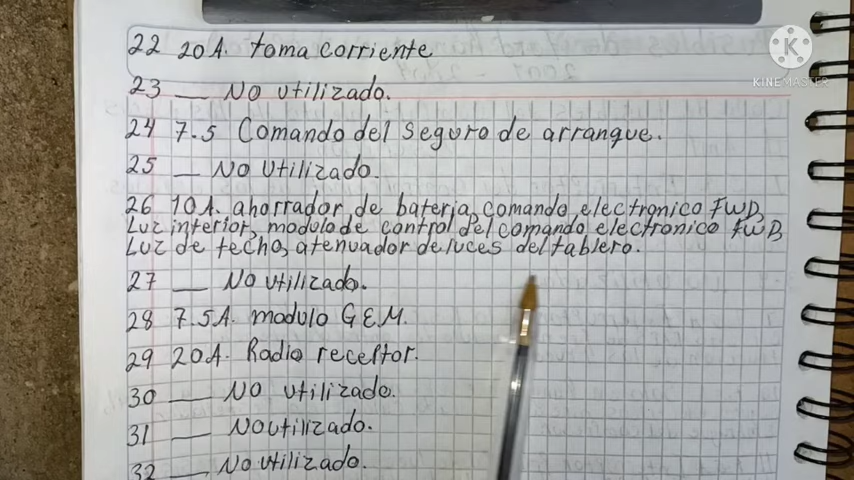 22 20A. toma corriente
23 __ No utilizado.
24 7.5 Comando del seguro de arranque.
25 __ No Utilizado.
26 10A. ahorrador de bateria, comando electronico FWD,
Luz interior, modulo de control del comando electronico FWD,
Luz de techo, atenuador de luces del tablero.
27 __ No utilizado.
28 7.5A. modulo G.E.M.
29 20A. Radio receptor.
30 __ No utilizado.
31 __ No utilizado.
32 __ No utilizado.
KINEMASTER